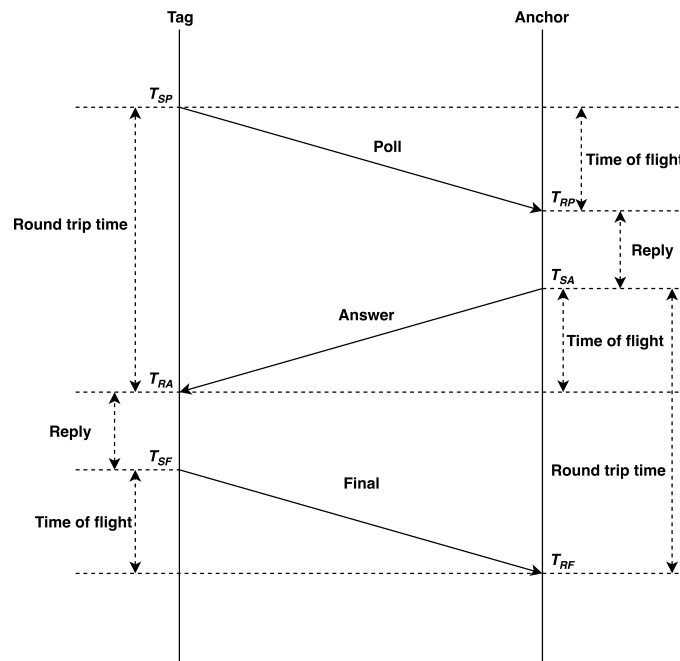 Tag
Anchor
T_SP
Poll
Time of flight
T_RP
Round trip time
Reply
T_SA
Answer
Time of flight
T_RA
Reply
T_SF
Final
Round trip time
Time of flight
T_RF